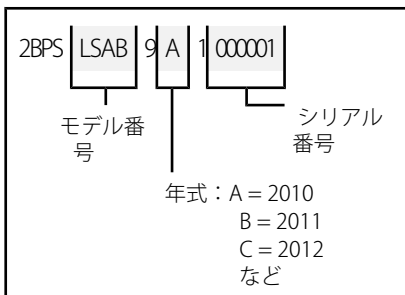 2BPS LSAB 9 A 1 000001
モデル番
号
シリアル
番号
年式：A = 2010
B = 2011
C = 2012
など